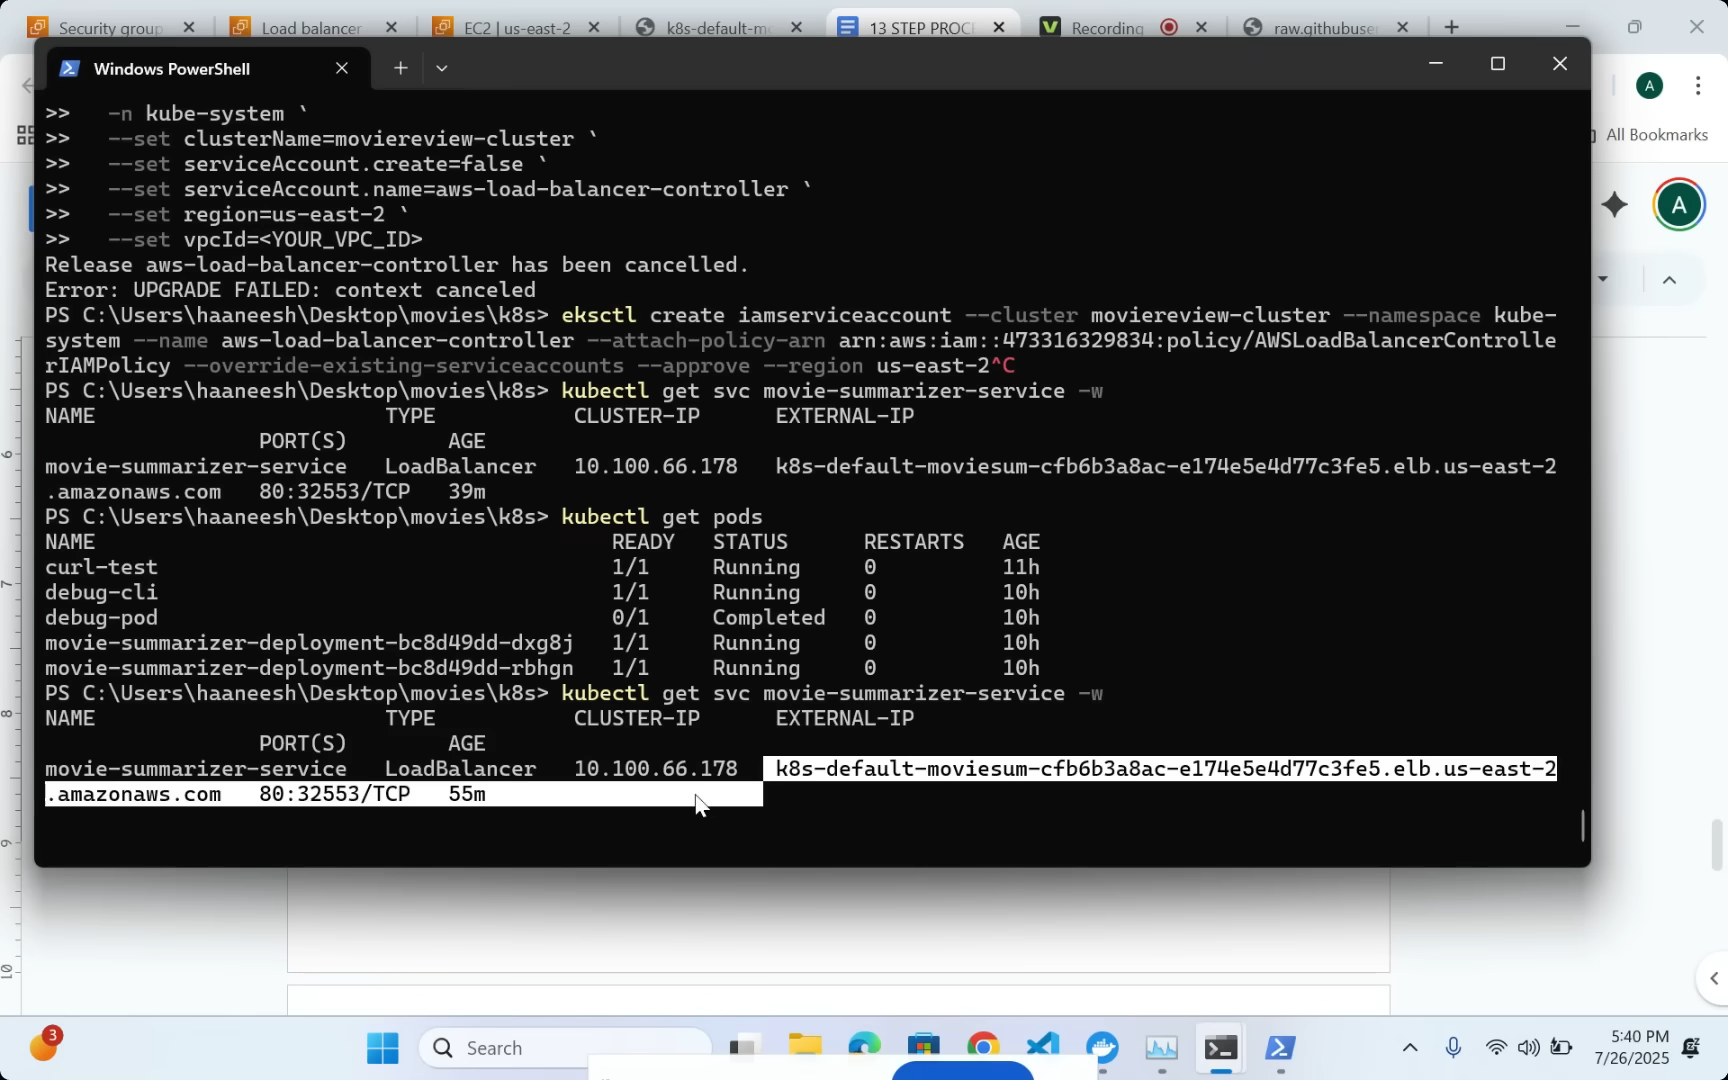 Security group
Load balancer
EC2 | us-east-2
k8s-default-mo
13 STEP PROCE
Recording
raw.githubuser
Windows PowerShell
A
All Bookmarks
A
>>   -n kube-system `
>>   --set clusterName=moviereview-cluster `
>>   --set serviceAccount.create=false `
>>   --set serviceAccount.name=aws-load-balancer-controller `
>>   --set region=us-east-2 `
>>   --set vpcId=<YOUR_VPC_ID>
Release aws-load-balancer-controller has been cancelled.
Error: UPGRADE FAILED: context canceled
PS C:\Users\haaneesh\Desktop\movies\k8s> eksctl create iamserviceaccount --cluster moviereview-cluster --namespace kube-
system --name aws-load-balancer-controller --attach-policy-arn arn:aws:iam::473316329834:policy/AWSLoadBalancerControlle
rIAMPolicy --override-existing-serviceaccounts --approve --region us-east-2^C
PS C:\Users\haaneesh\Desktop\movies\k8s> kubectl get svc movie-summarizer-service -w
NAME                       TYPE           CLUSTER-IP      EXTERNAL-IP
                 PORT(S)        AGE
movie-summarizer-service   LoadBalancer   10.100.66.178   k8s-default-moviesum-cfb6b3a8ac-e174e5e4d77c3fe5.elb.us-east-2
.amazonaws.com   80:32553/TCP   39m
PS C:\Users\haaneesh\Desktop\movies\k8s> kubectl get pods
NAME                                         READY   STATUS      RESTARTS   AGE
curl-test                                    1/1     Running     0          11h
debug-cli                                    1/1     Running     0          10h
debug-pod                                    0/1     Completed   0          10h
movie-summarizer-deployment-bc8d49dd-dxg8j   1/1     Running     0          10h
movie-summarizer-deployment-bc8d49dd-rbhgn   1/1     Running     0          10h
PS C:\Users\haaneesh\Desktop\movies\k8s> kubectl get svc movie-summarizer-service -w
NAME                       TYPE           CLUSTER-IP      EXTERNAL-IP
                 PORT(S)        AGE
movie-summarizer-service   LoadBalancer   10.100.66.178   k8s-default-moviesum-cfb6b3a8ac-e174e5e4d77c3fe5.elb.us-east-2
.amazonaws.com   80:32553/TCP   55m
6
7
8
9
10
3
Search
5:40 PM
7/26/2025